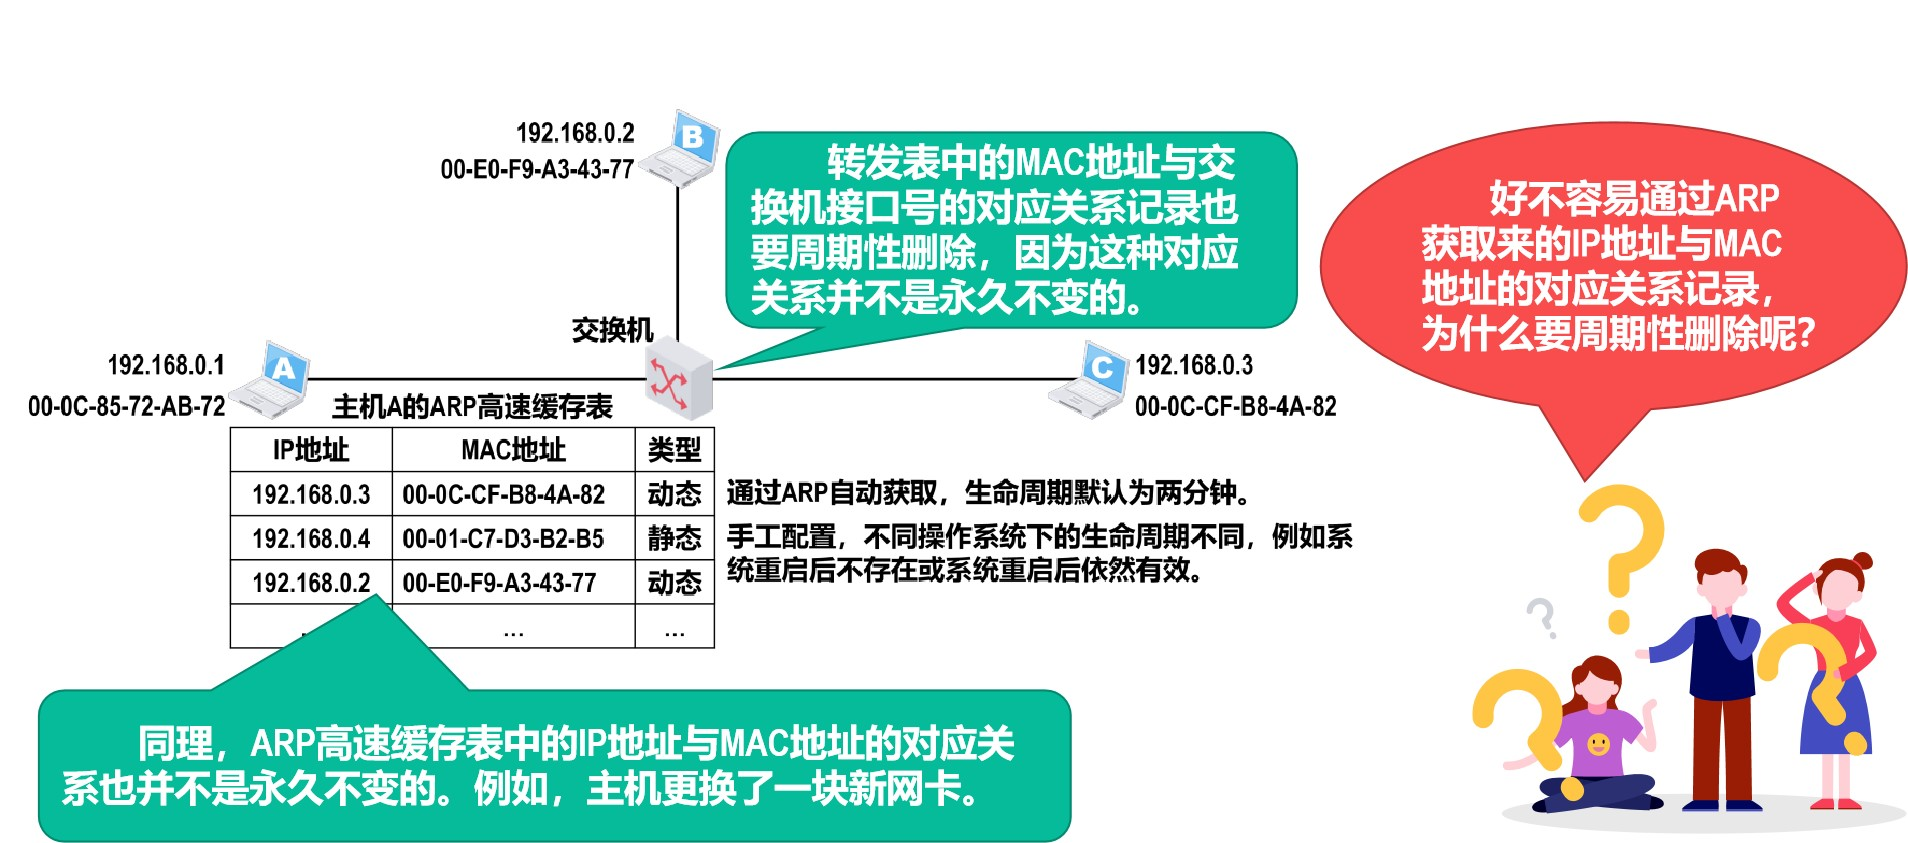 192.168.0.2
00-E0-F9-A3-43-77
B
转发表中的MAC地址与交
换机接口号的对应关系记录也
要周期性删除，因为这种对应
关系并不是永久不变的。
好不容易通过ARP
获取来的IP地址与MAC
地址的对应关系记录，
为什么要周期性删除呢？
交换机
192.168.0.1
00-0C-85-72-AB-72
A
C
192.168.0.3
00-0C-CF-B8-4A-82
主机A的ARP高速缓存表
IP地址 MAC地址 类型
192.168.0.3 00-0C-CF-B8-4A-82 动态 通过ARP自动获取，生命周期默认为两分钟。
192.168.0.4 00-01-C7-D3-B2-B5 静态 手工配置，不同操作系统下的生命周期不同，例如系
统重启后不存在或系统重启后依然有效。
192.168.0.2 00-E0-F9-A3-43-77 动态
… …
同理，ARP高速缓存表中的IP地址与MAC地址的对应关
系也并不是永久不变的。例如，主机更换了一块新网卡。
? ? ? ?